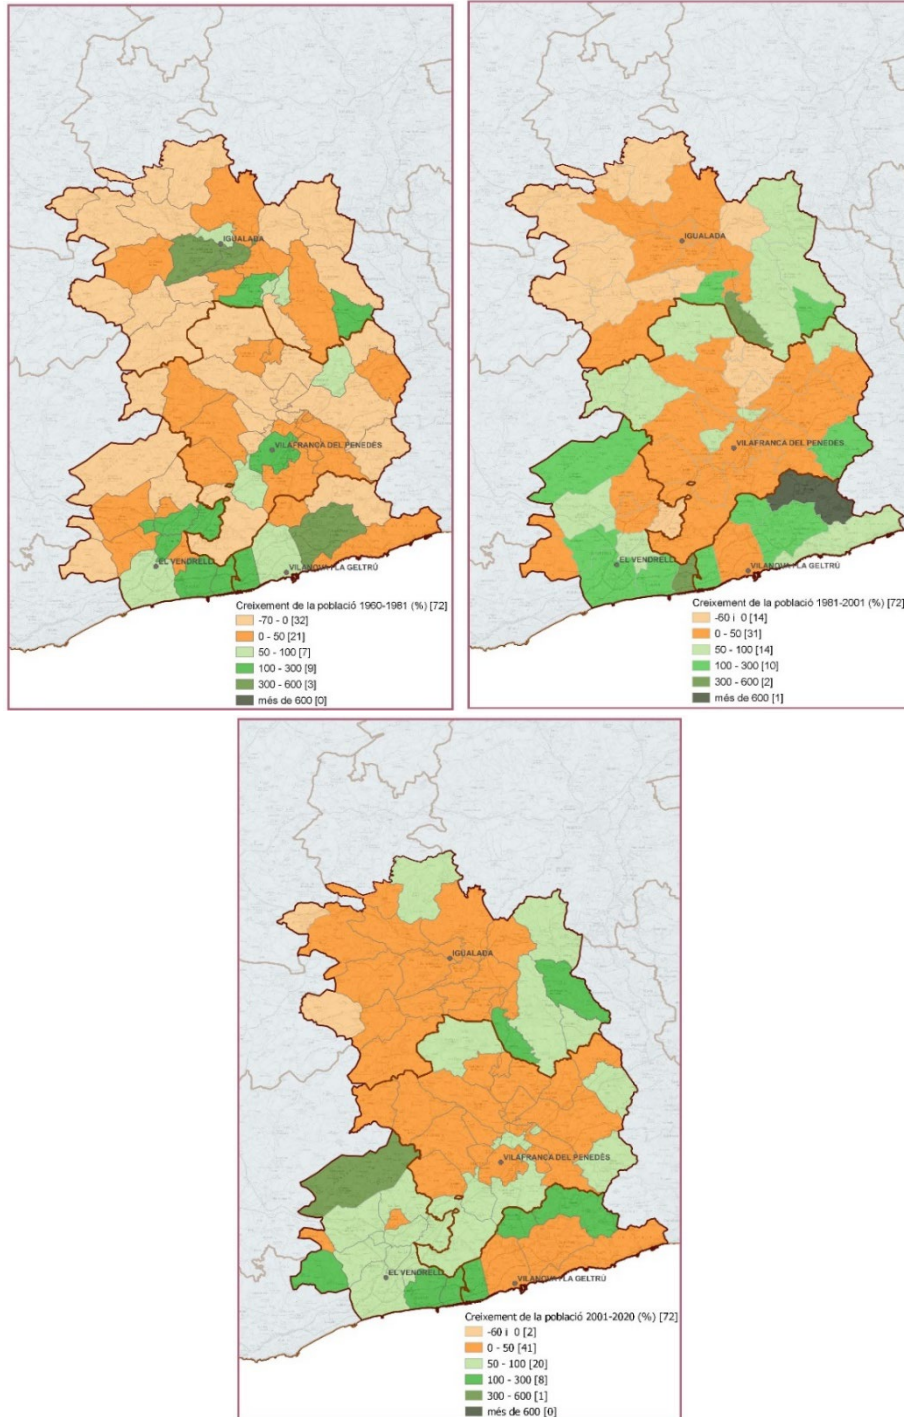 IGUALADA
VILAFRANCA DEL PENEDÈS
EL VENDRELL
VILANOVA I LA GELTRÚ
Creixement de la població 1960-1981 (%) [72]
-70 - 0 [32]
0 - 50 [21]
50 - 100 [7]
100 - 300 [9]
300 - 600 [3]
més de 600 [0]
IGUALADA
VILAFRANCA DEL PENEDÈS
EL VENDRELL
VILANOVA I LA GELTRÚ
Creixement de la població 1981-2001 (%) [72]
-60 i 0 [14]
0 - 50 [31]
50 - 100 [14]
100 - 300 [10]
300 - 600 [2]
més de 600 [1]
IGUALADA
VILAFRANCA DEL PENEDÈS
EL VENDRELL
VILANOVA I LA GELTRÚ
Creixement de la població 2001-2020 (%) [72]
-60 i 0 [2]
0 - 50 [41]
50 - 100 [20]
100 - 300 [8]
300 - 600 [1]
més de 600 [0]